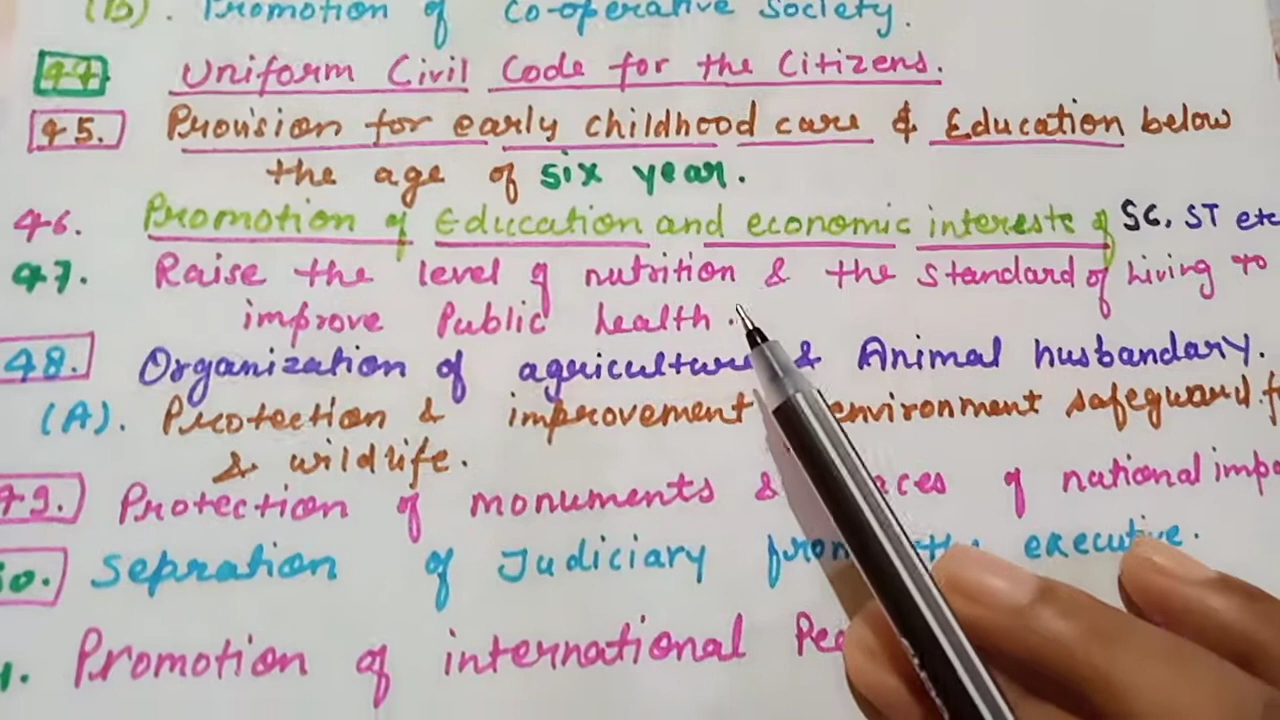 (b). Promotion of Co-operative Society.
44 Uniform Civil Code for the Citizens.
45. Provision for early childhood care & Education below
the age of six year.
46. Promotion of Education and economic interests of SC, ST etc
47. Raise the level of nutrition & the standard of living to
improve Public health.
48. Organization of agriculture & Animal husbandary.
(A). Protection & improvement environment safeguard
& wildlife.
49. Protection of monuments & of national
Sepration of Judiciary from the executive.
Promotion of international